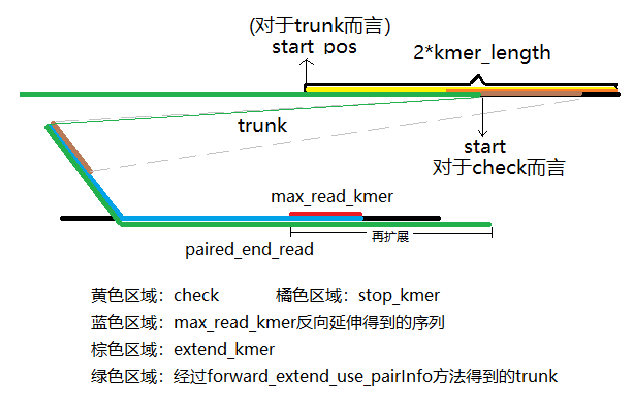 (对于trunk而言)
start_pos
2*kmer_length
trunk
start
对于check而言
max_read_kmer
再扩展
paired_end_read
黄色区域：check 橘色区域：stop_kmer
蓝色区域：max_read_kmer反向延伸得到的序列
棕色区域：extend_kmer
绿色区域：经过forward_extend_use_pairInfo方法得到的trunk